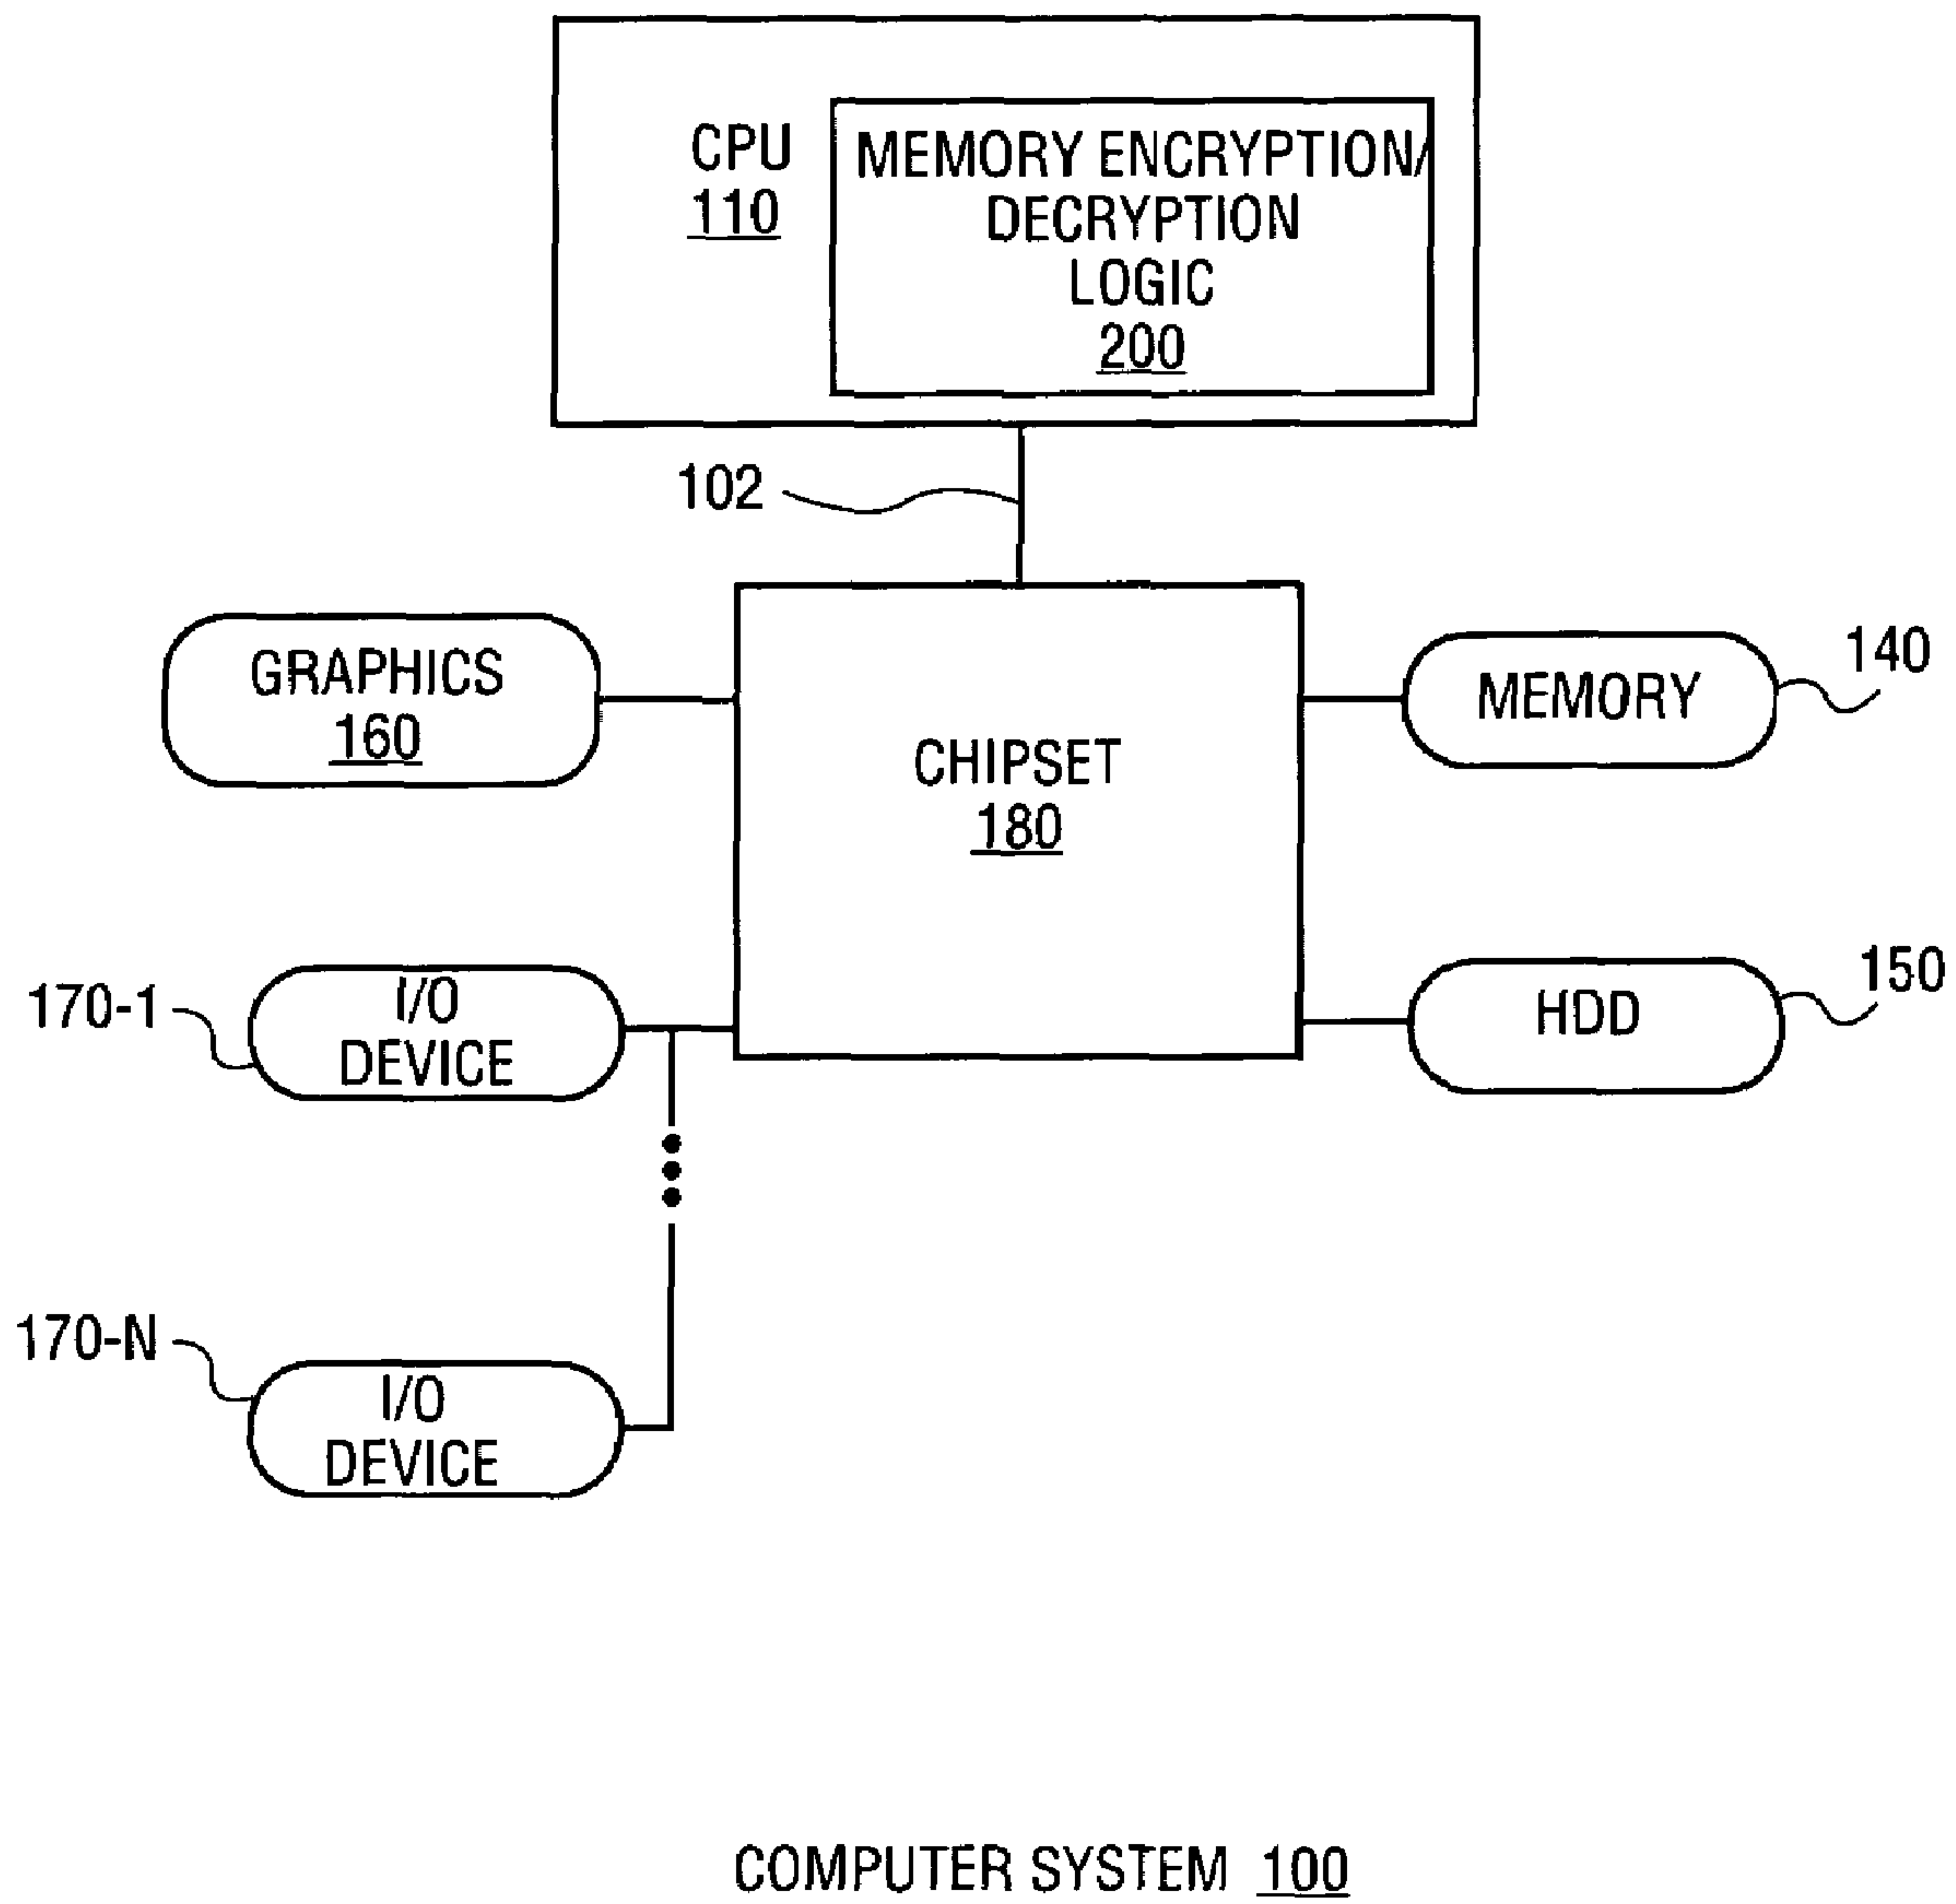 CPU
110
MEMORY ENCRYPTION/
DECRYPTION
LOGIC
200
102
GRAPHICS
160
CHIPSET
180
MEMORY
140
170-1
I/O
DEVICE
HDD
150
170-N
I/O
DEVICE
COMPUTER SYSTEM 100